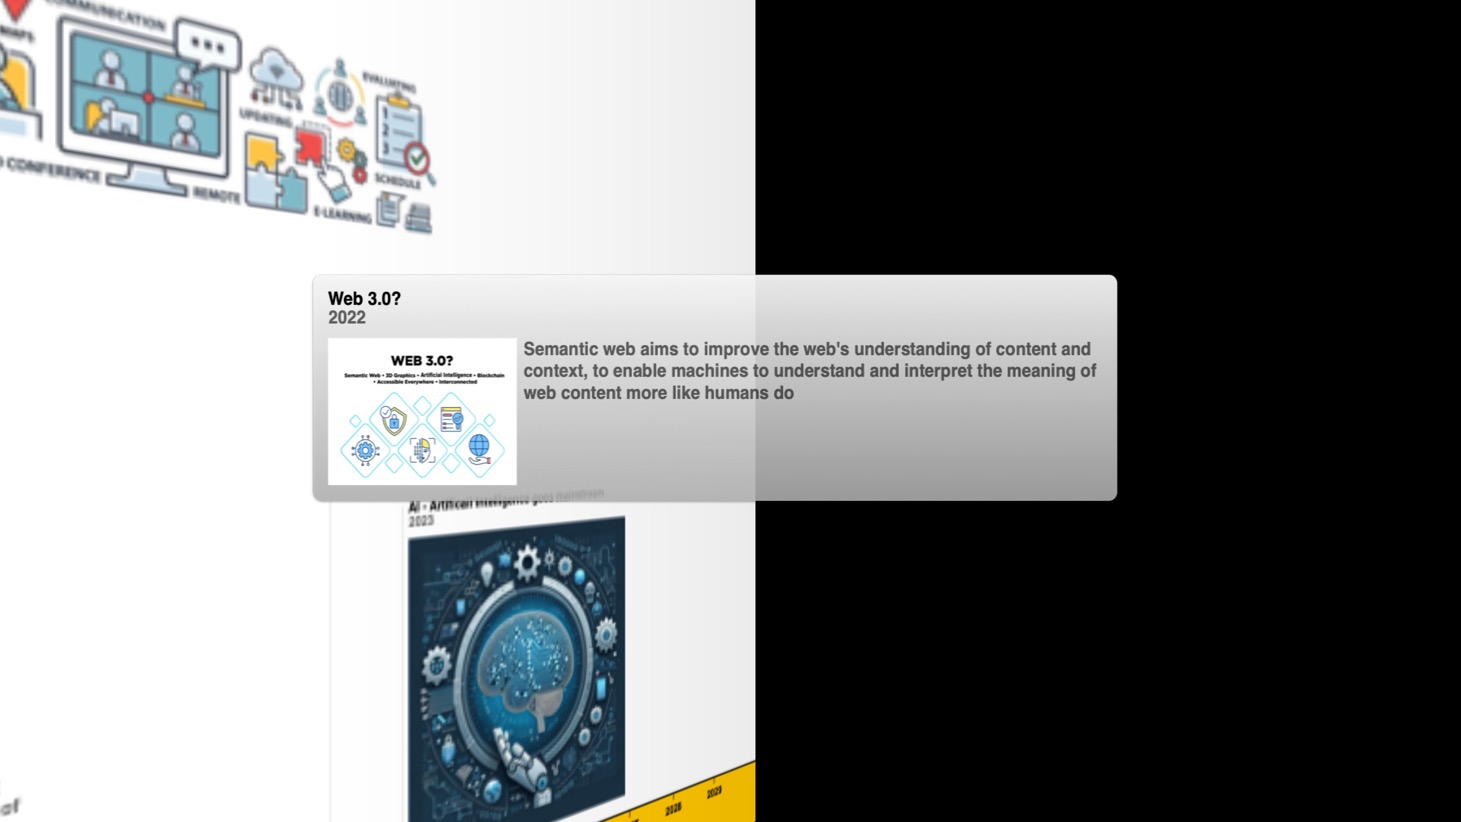 COMMUNICATION
EVALUATING
UPDATING
1
2
3
CONFERENCE
REMOTE
SCHEDULE
E-LEARNING
Web 3.0?
2022
WEB 3.0?
Semantic Web • 3D Graphics • Artificial Intelligence • Blockchain
• Accessible Everywhere • Interconnected
Semantic web aims to improve the web's understanding of content and
context, to enable machines to understand and interpret the meaning of
web content more like humans do
AI - Artificial Intelligence goes mainstream
2023
2028
2029